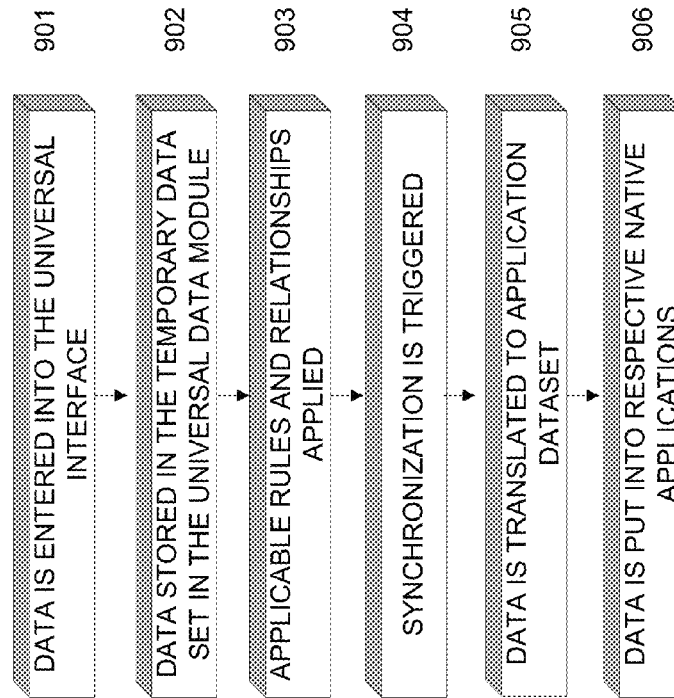 DATA IS ENTERED INTO THE UNIVERSAL
INTERFACE
901
DATA STORED IN THE TEMPORARY DATA
SET IN THE UNIVERSAL DATA MODULE
902
APPLICABLE RULES AND RELATIONSHIPS
APPLIED
903
SYNCHRONIZATION IS TRIGGERED
904
DATA IS TRANSLATED TO APPLICATION
DATASET
905
DATA IS PUT INTO RESPECTIVE NATIVE
APPLICATIONS
906